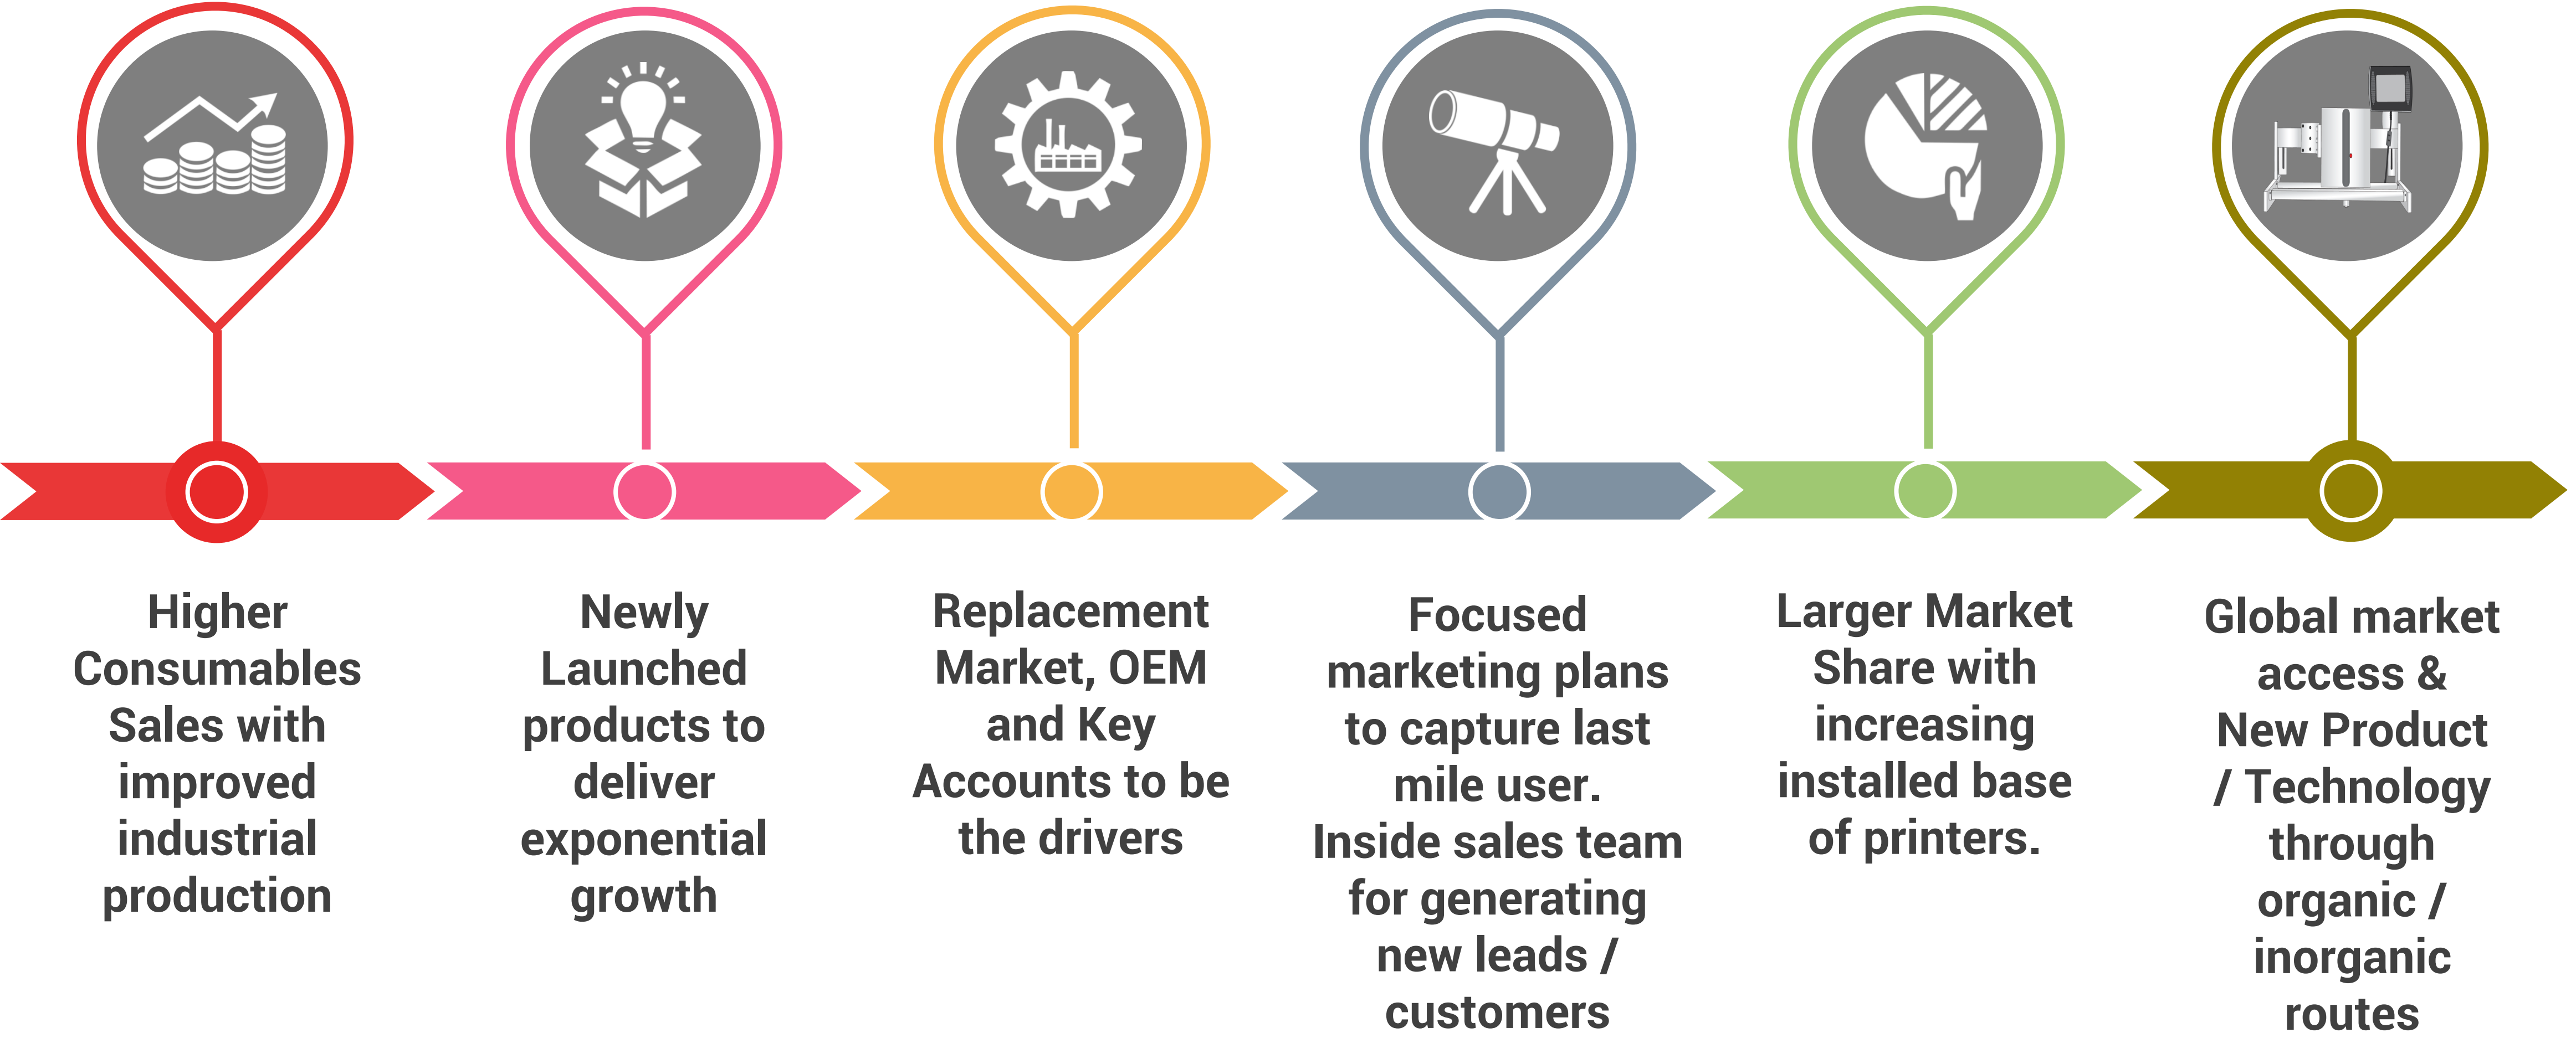 Higher
Consumables
Sales with
improved
industrial
production
Newly
Launched
products to
deliver
exponential
growth
Replacement
Market, OEM
and Key
Accounts to be
the drivers
Focused
marketing plans
to capture last
mile user.
Inside sales team
for generating
new leads /
customers
Larger Market
Share with
increasing
installed base
of printers.
Global market
access &
New Product
/ Technology
through
organic /
inorganic
routes